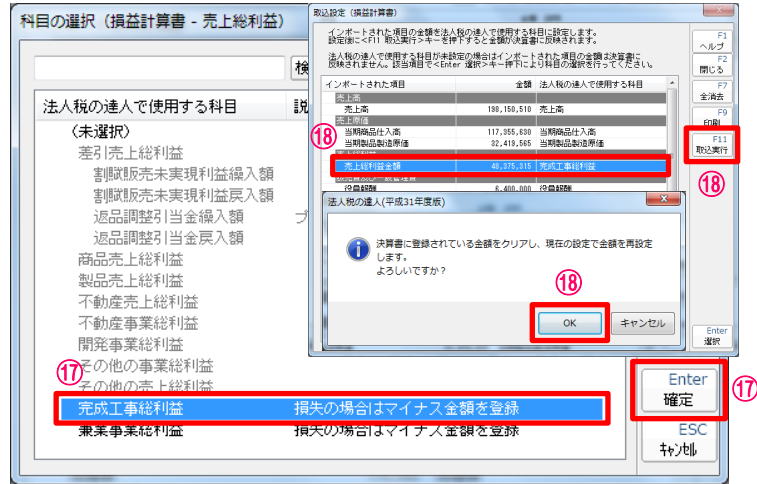 科目の選択（損益計算書 - 売上総利益）
検
法人税の達人で使用する科目
説
（未選択）
差引売上総利益
割賦販売未実現利益繰入額
割賦販売未実現利益戻入額
返品調整引当金繰入額
プ
返品調整引当金戻入額
商品売上総利益
製品売上総利益
不動産売上総利益
不動産事業総利益
開発事業総利益
⑰
その他の事業総利益
その他の売上総利益
完成工事総利益 損失の場合はマイナス金額を登録
兼業事業総利益 損失の場合はマイナス金額を登録
Enter
確定
⑰
ESC
ｷｬﾝｾﾙ
取込設定（損益計算書）
インポートされた項目の金額を法人税の達人で使用する科目に設定します。
設定後に<F11 取込実行>キーを押下すると金額が決算書に反映されます。
法人税の達人で使用する科目が未設定の場合はインポートされた項目の金額は決算書に
反映されません。該当項目で<Enter 選択>キー押下により科目の選択を行ってください。
インポートされた項目 金額 法人税の達人で使用する科目
売上高
売上高 198,150,510 売上高
売上原価
⑱
当期商品仕入高 117,355,630 当期商品仕入高
当期製品製造原価 32,419,565 当期製品製造原価
売上総利益金額 48,375,315 完成工事総利益
販売費及び一般管理費
役員報酬 6,400,000 役員報酬
F1
ヘルプ
F2
閉じる
F7
全消去
F9
印刷
F11
取込実行
⑱
Enter
選択
法人税の達人(平成31年度版)
決算書に登録されている金額をクリアし、現在の設定で金額を再設定
します。
よろしいですか？
⑱
OK
キャンセル